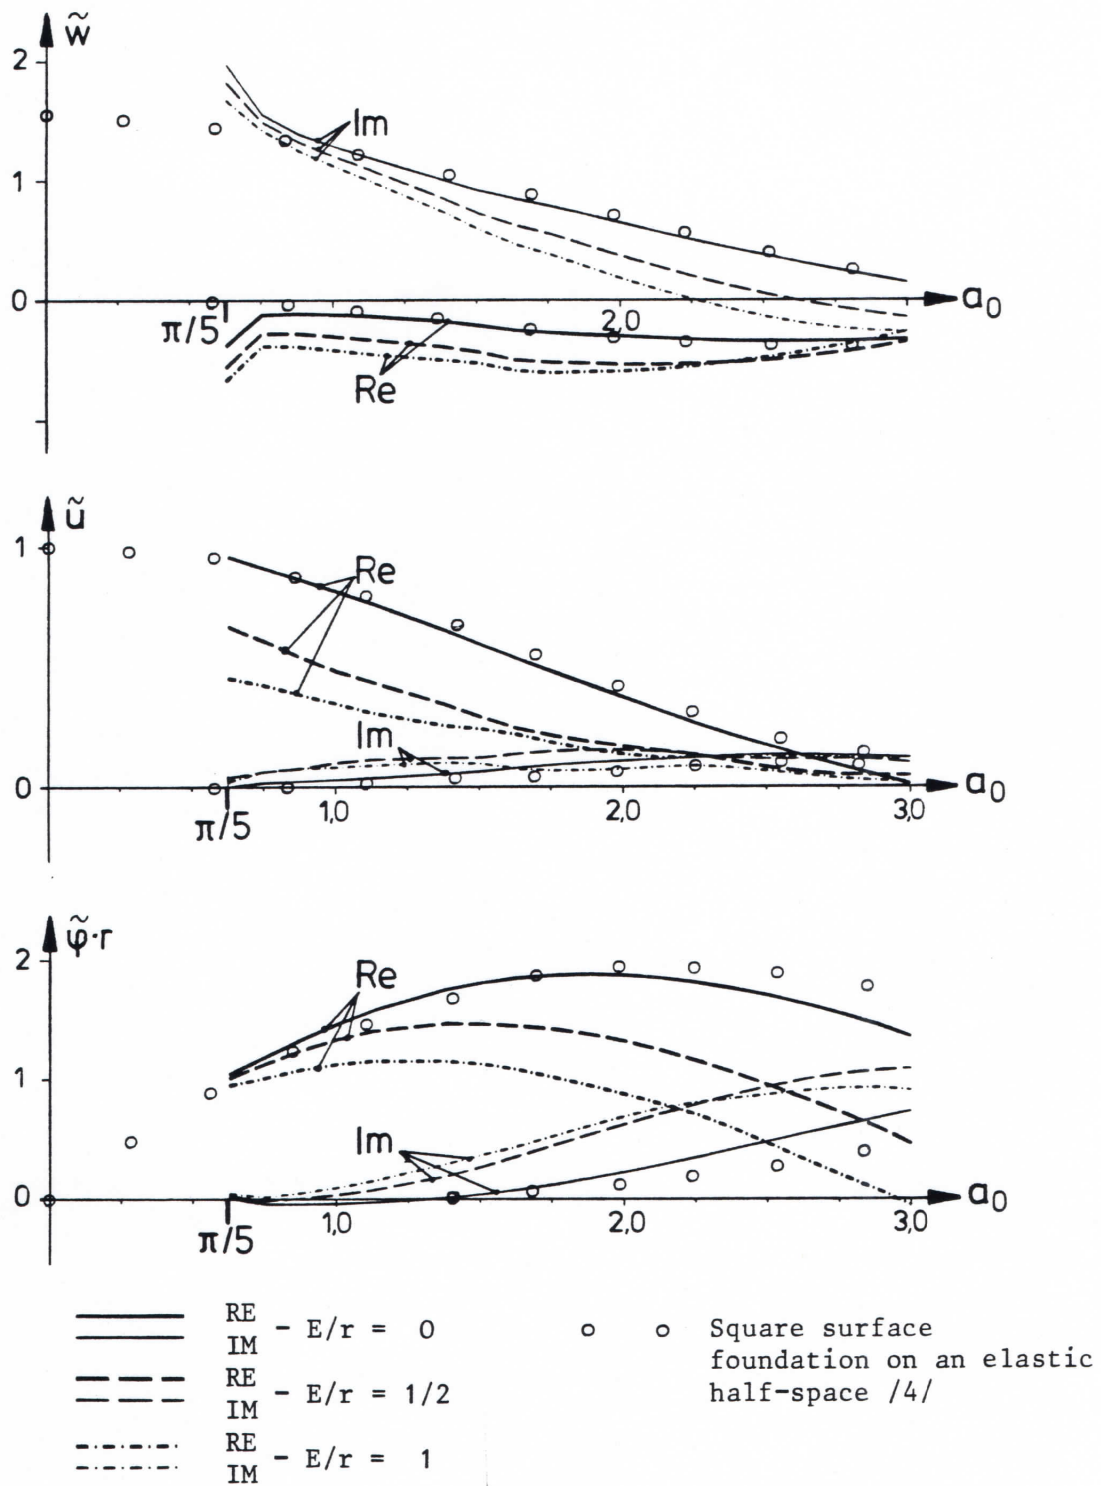 w̃
2
Im
1
0
π/5
2,0
a₀
Re
ũ
1
Re
Im
0
π/5
1,0
2,0
3,0
a₀
φ̃·r
2
Re
1
Im
0
π/5
1,0
2,0
3,0
a₀
RE
IM - E/r = 0
RE
IM - E/r = 1/2
RE
IM - E/r = 1
Square surface
foundation on an elastic
half-space /4/